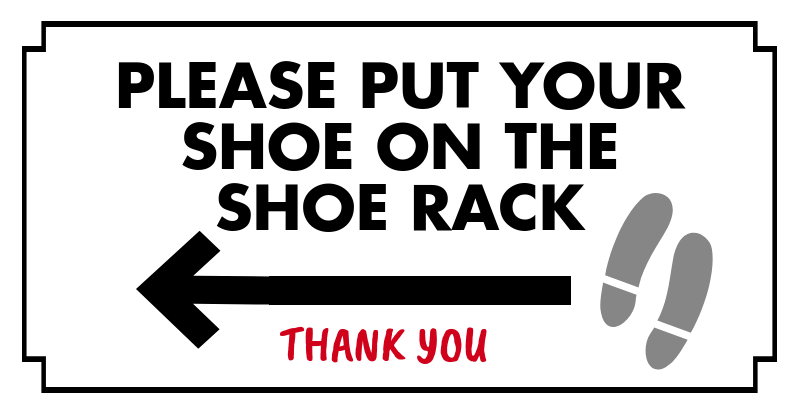 PLEASE PUT YOUR
SHOE ON THE
SHOE RACK
THANK YOU